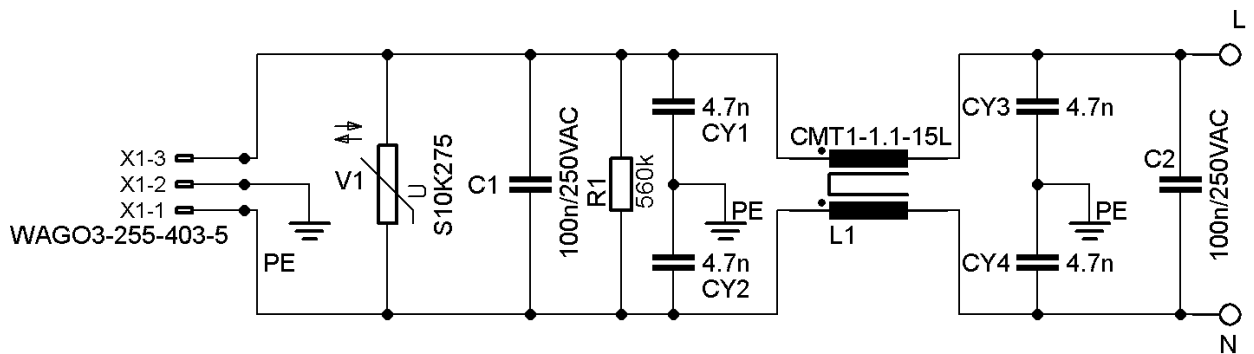 L
X1-3
X1-2
X1-1
WAGO3-255-403-5
PE
V1
U
S10K275
C1
100n/250VAC
R1
560k
4.7n
CY1
PE
4.7n
CY2
CMT1-1.1-15L
L1
CY3
4.7n
PE
CY4
4.7n
C2
100n/250VAC
N